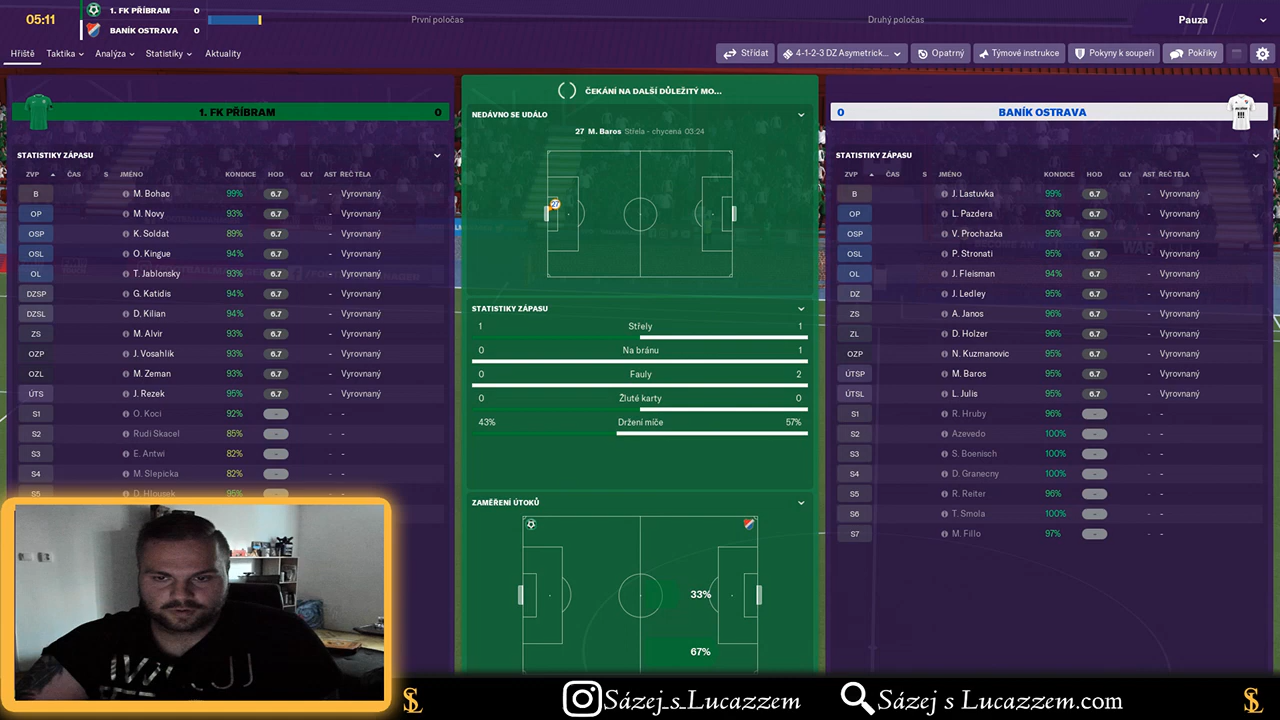 05:11
1. FK PŘÍBRAM 0
BANÍK OSTRAVA 0
První poločas
Druhý poločas
Pauza
Hřiště Taktika Analýza Statistiky Aktuality
Střídat 4-1-2-3 DZ Asymetrick... Opatrný Týmové instrukce Pokyny k soupeři Pokřiky
1. FK PŘÍBRAM 0
STATISTIKY ZÁPASU
ZVP ČAS S JMÉNO KONDICE HOD GLY AST ŘEČ TĚLA
B M. Bohac 99% 6.7 - Vyrovnaný
OP M. Novy 93% 6.7 - Vyrovnaný
OSP K. Soldat 89% 6.7 - Vyrovnaný
OSL O. Kingue 94% 6.7 - Vyrovnaný
OL T. Jablonsky 93% 6.7 - Vyrovnaný
DZSP G. Katidis 94% 6.7 - Vyrovnaný
DZSL D. Kilian 94% 6.7 - Vyrovnaný
ZS M. Alvir 93% 6.7 - Vyrovnaný
OZP J. Vosahlik 93% 6.7 - Vyrovnaný
OZL M. Zeman 93% 6.7 - Vyrovnaný
ÚTS J. Rezek 95% 6.7 - Vyrovnaný
S1 O. Koci 92% - - -
S2 Rudi Skacel 85% - - -
S3 E. Antwi 82% - - -
S4 M. Slepicka 82% - - -
S5 D. Hlousek 95% - - -
ČEKÁNÍ NA DALŠÍ DŮLEŽITÝ MO...
NEDÁVNO SE UDÁLO
27 M. Baros Střela - chycená 03:24
27
STATISTIKY ZÁPASU
1 Střely 1
0 Na bránu 1
0 Fauly 2
0 Žluté karty 0
43% Držení míče 57%
ZAMĚŘENÍ ÚTOKŮ
33%
67%
0 BANÍK OSTRAVA
STATISTIKY ZÁPASU
ZVP ČAS S JMÉNO KONDICE HOD GLY AST ŘEČ TĚLA
B J. Lastuvka 99% 6.7 - Vyrovnaný
OP L. Pazdera 93% 6.7 - Vyrovnaný
OSP V. Prochazka 95% 6.7 - Vyrovnaný
OSL P. Stronati 95% 6.7 - Vyrovnaný
OL J. Fleisman 94% 6.7 - Vyrovnaný
DZ J. Ledley 95% 6.7 - Vyrovnaný
ZS A. Janos 96% 6.7 - Vyrovnaný
ZL D. Holzer 96% 6.7 - Vyrovnaný
OZP N. Kuzmanovic 95% 6.7 - Vyrovnaný
ÚTSP M. Baros 95% 6.7 - Vyrovnaný
ÚTSL L. Julis 95% 6.7 - Vyrovnaný
S1 R. Hruby 96% - - -
S2 Azevedo 100% - - -
S3 S. Boenisch 100% - - -
S4 D. Granecny 100% - - -
S5 R. Reiter 96% - - -
S6 T. Smola 100% - - -
S7 M. Fillo 97% - - -
Sázej_s_Lucazzem
Sázej s Lucazzem.com